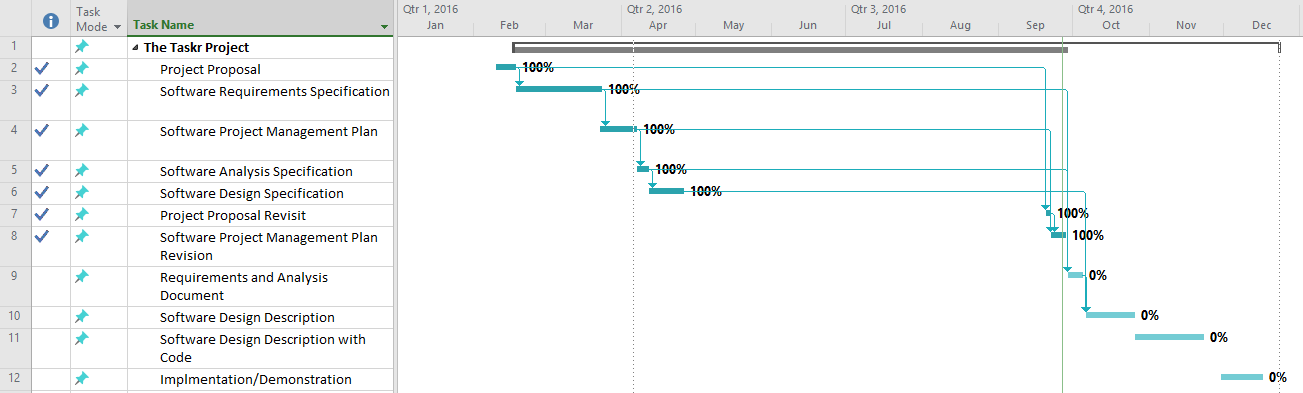 Qtr 1, 2016 Qtr 2, 2016 Qtr 3, 2016 Qtr 4, 2016
Task Mode Task Name Jan Feb Mar Apr May Jun Jul Aug Sep Oct Nov Dec
1 The Taskr Project
2 Project Proposal 100%
3 Software Requirements Specification 100%
4 Software Project Management Plan 100%
5 Software Analysis Specification 100%
6 Software Design Specification 100%
7 Project Proposal Revisit 100%
8 Software Project Management Plan 100%
Revision
9 Requirements and Analysis 0%
Document
10 Software Design Description 0%
11 Software Design Description with 0%
Code
12 Implmentation/Demonstration 0%